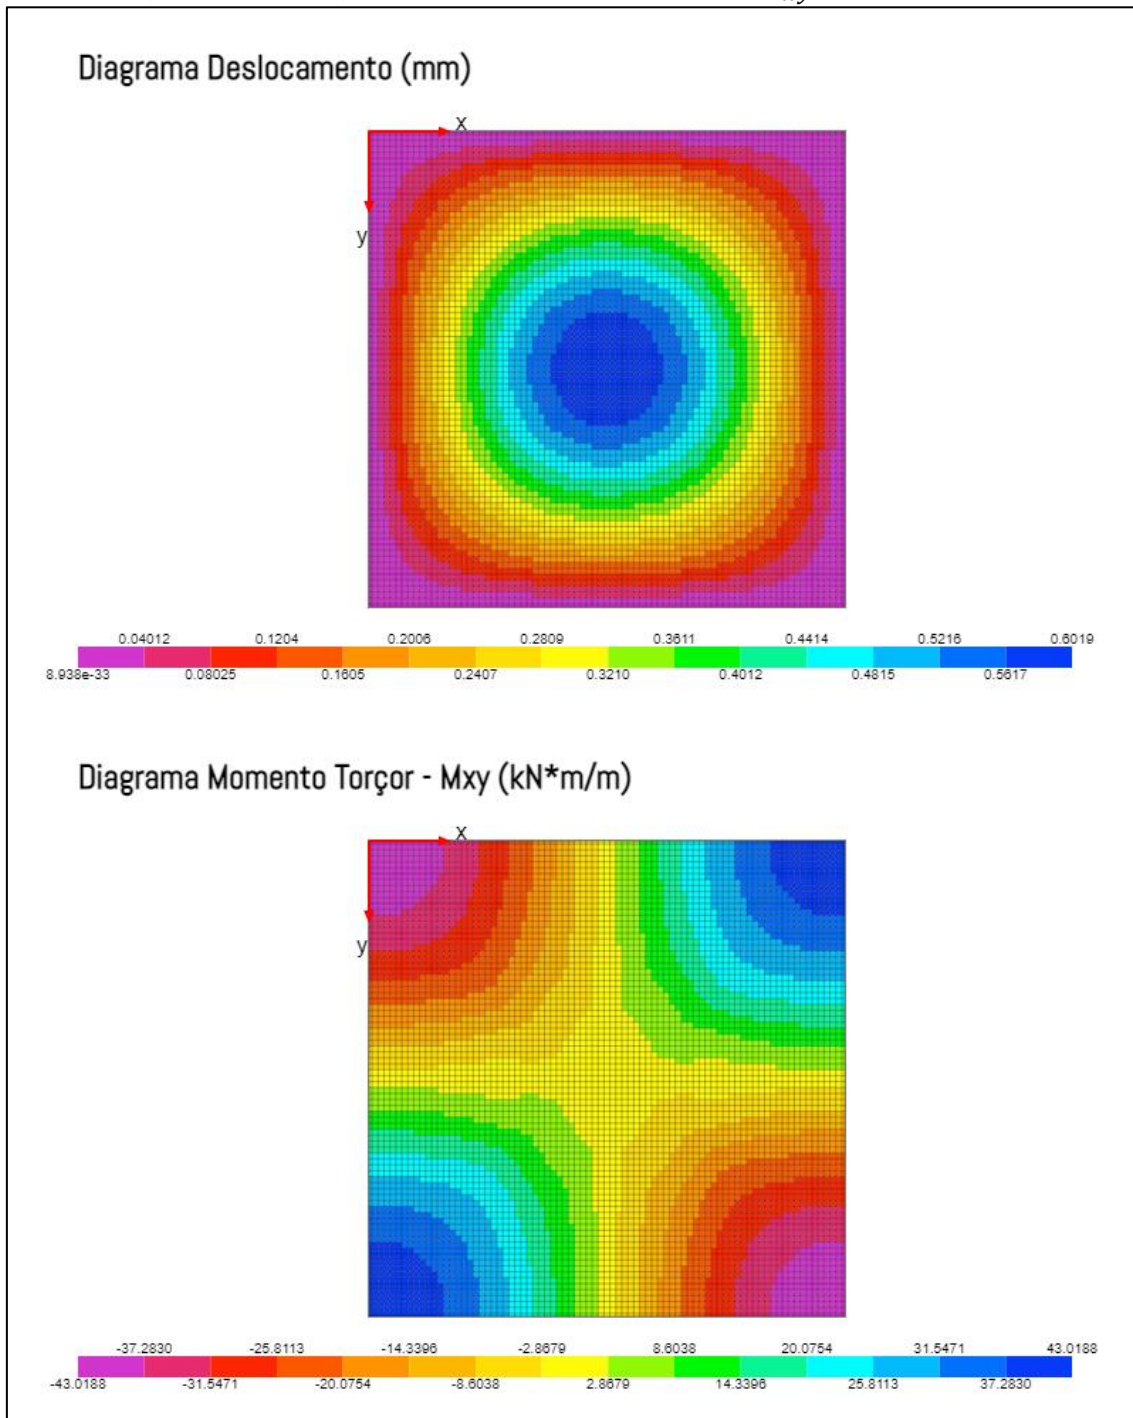 Diagrama Deslocamento (mm)
x
y
0.04012 0.1204 0.2006 0.2809 0.3611 0.4414 0.5216 0.6019
8.938e-33 0.08025 0.1605 0.2407 0.3210 0.4012 0.4815 0.5617
Diagrama Momento Torçor - Mxy (kN*m/m)
x
y
-37.2830 -25.8113 -14.3396 -2.8679 8.6038 20.0754 31.5471 43.0188
-43.0188 -31.5471 -20.0754 -8.6038 2.8679 14.3396 25.8113 37.2830